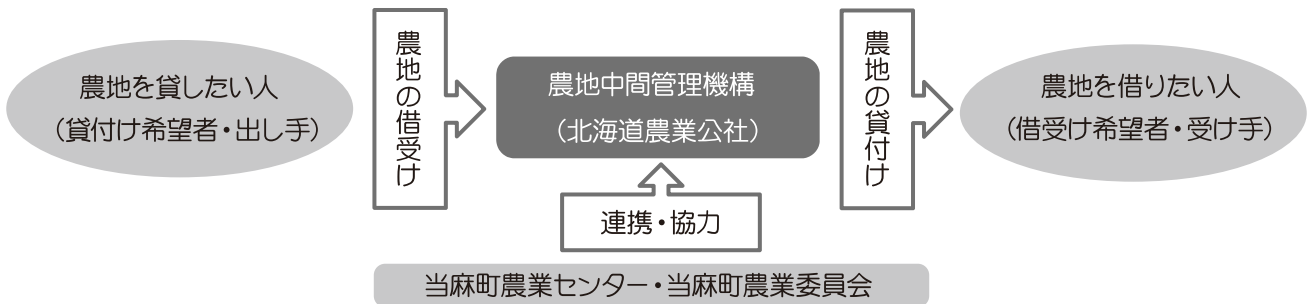 農地を貸したい人
（貸付け希望者・出し手）
農地の借受け
農地中間管理機構
（北海道農業公社）
農地の貸付け
農地を借りたい人
（借受け希望者・受け手）
連携・協力
当麻町農業センター・当麻町農業委員会